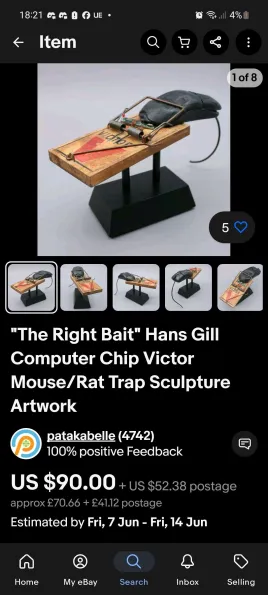 18:21
UE
4%
Item
1 of 8
5
"The Right Bait" Hans Gill
Computer Chip Victor
Mouse/Rat Trap Sculpture
Artwork
patakabelle (4742)
100% positive Feedback
US $90.00 + US $52.38 postage
approx £70.66 + £41.12 postage
Estimated by Fri, 7 Jun - Fri, 14 Jun
Home My eBay Search Inbox Selling